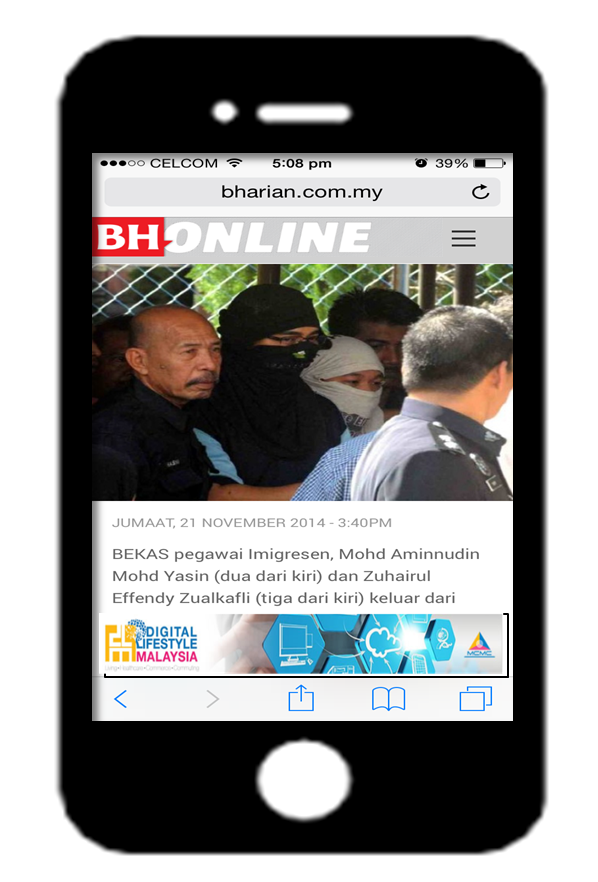 CELCOM 5:08 pm 39%
bharian.com.my
BHONLINE
JUMAAT, 21 NOVEMBER 2014 - 3:40PM
BEKAS pegawai Imigresen, Mohd Aminnudin
Mohd Yasin (dua dari kiri) dan Zuhairul
Effendy Zualkafli (tiga dari kiri) keluar dari
DIGITAL
LIFESTYLE
MALAYSIA
MCMC